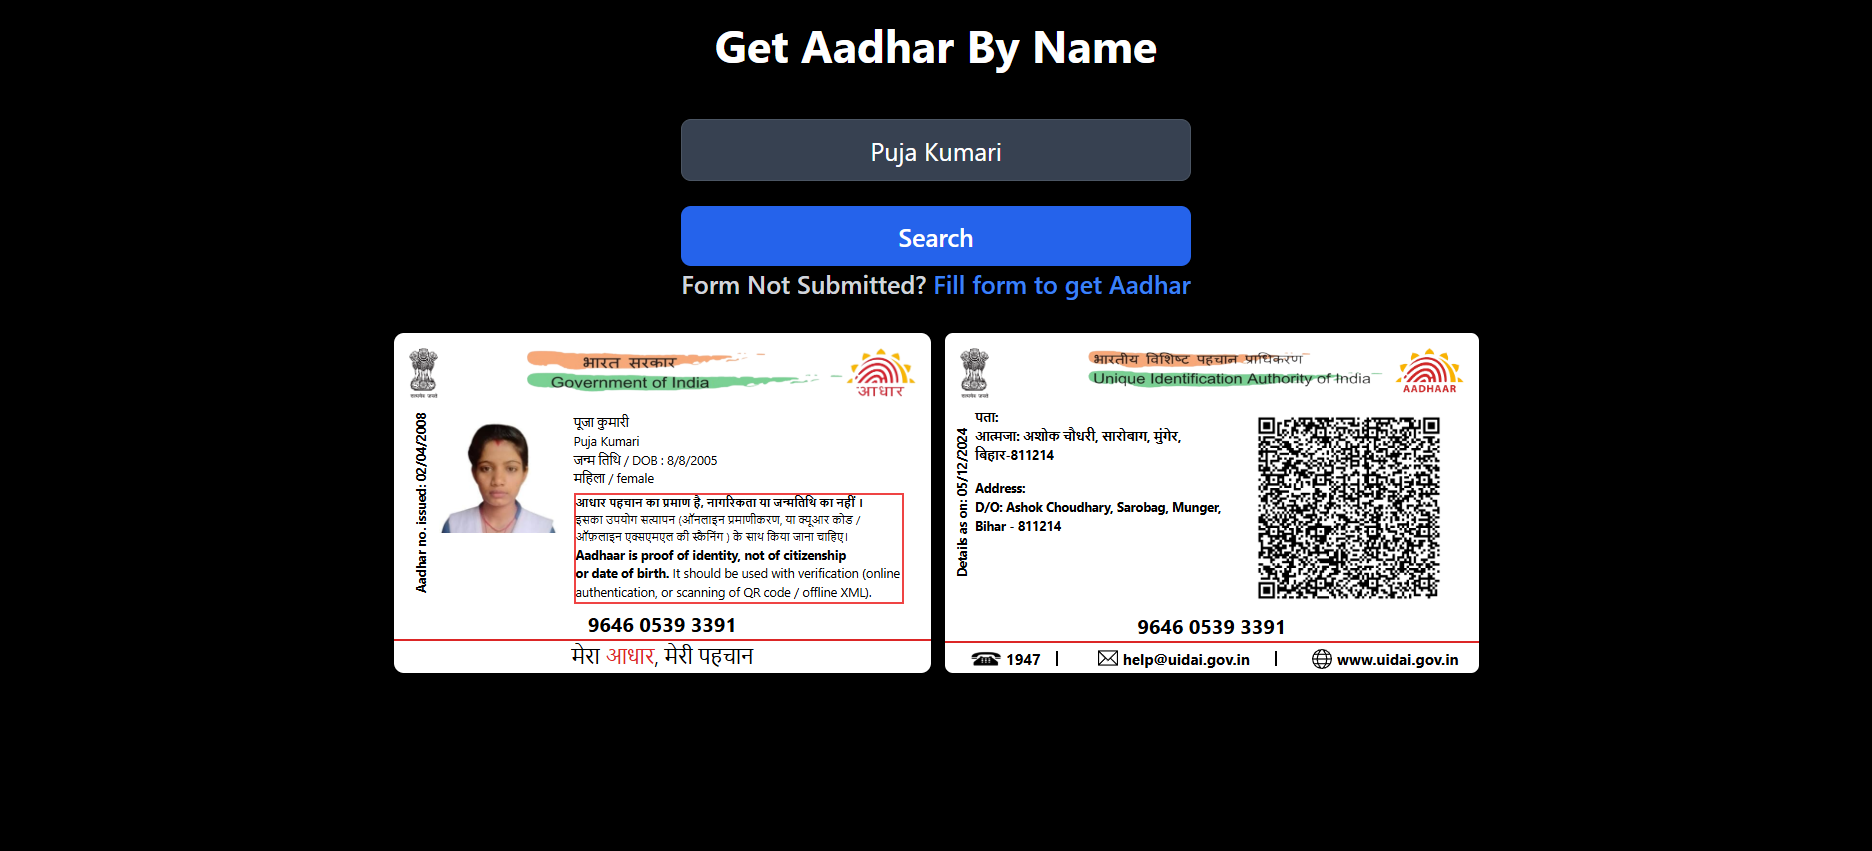 Get Aadhar By Name
Puja Kumari
Search
Form Not Submitted? Fill form to get Aadhar
भारत सरकार
Government of India
आधार
Aadhar no. issued: 02/04/2008
पूजा कुमारी
Puja Kumari
जन्म तिथि / DOB : 8/8/2005
महिला / female
आधार पहचान का प्रमाण है, नागरिकता या जन्मतिथि का नहीं ।
इसका उपयोग सत्यापन (ऑनलाइन प्रमाणीकरण, या क्यूआर कोड /
ऑफ़लाइन एक्सएमएल की स्कैनिंग ) के साथ किया जाना चाहिए।
Aadhaar is proof of identity, not of citizenship
or date of birth. It should be used with verification (online
authentication, or scanning of QR code / offline XML).
9646 0539 3391
मेरा आधार, मेरी पहचान
भारतीय विशिष्ट पहचान प्राधिकरण
Unique Identification Authority of India
AADHAAR
Details as on: 05/12/2024
पता:
आत्मजा: अशोक चौधरी, सारोबाग, मुंगेर,
बिहार-811214
Address:
D/O: Ashok Choudhary, Sarobag, Munger,
Bihar - 811214
9646 0539 3391
1947 | help@uidai.gov.in | www.uidai.gov.in